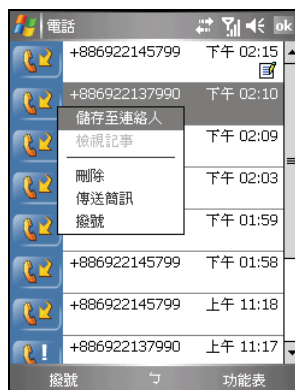 電話 ok
+886922145799 下午 02:15
+886922137990 下午 02:10
儲存至連絡人
檢視記事
下午 02:09
刪除
下午 02:03
傳送簡訊
撥號
下午 01:59
+886922145799 下午 01:58
+886922145799 上午 11:18
+886922137990 上午 11:17
撥號 ㄅ 功能表